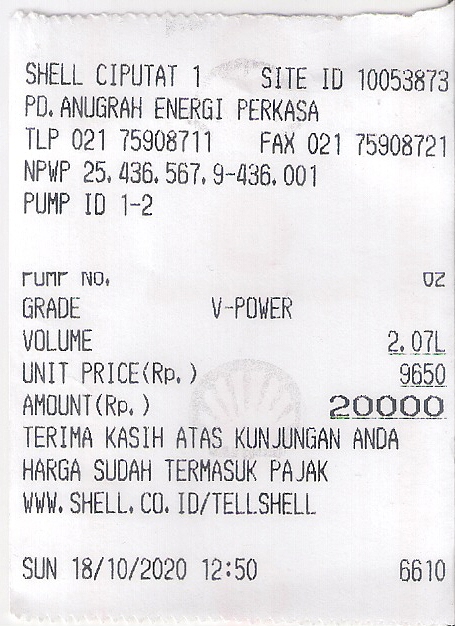 SHELL CIPUTAT 1 SITE ID 10053873
PD. ANUGRAH ENERGI PERKASA
TLP 021 75908711 FAX 021 75908721
NPWP 25.436.567.9-436.001
PUMP ID 1-2
PUMP NO. 02
GRADE V-POWER
VOLUME 2.07L
UNIT PRICE(Rp.) 9650
AMOUNT(Rp.) 20000
TERIMA KASIH ATAS KUNJUNGAN ANDA
HARGA SUDAH TERMASUK PAJAK
WWW.SHELL.CO.ID/TELLSHELL
SUN 18/10/2020 12:50 6610